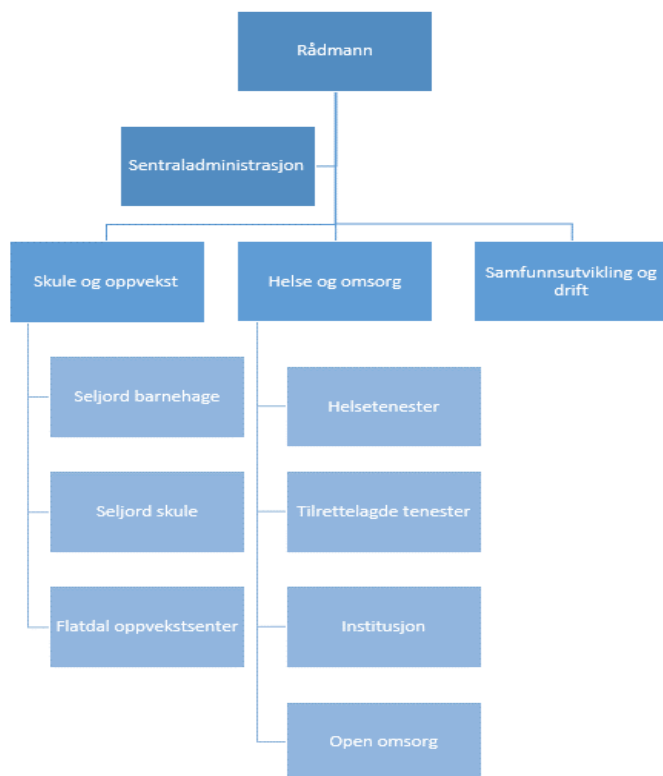 Rådmann
Sentraladministrasjon
Skule og oppvekst
Helse og omsorg
Samfunnsutvikling og
drift
Seljord barnehage
Helsetenester
Seljord skule
Tilrettelagde tenester
Flatdal oppvekstsenter
Institusjon
Open omsorg